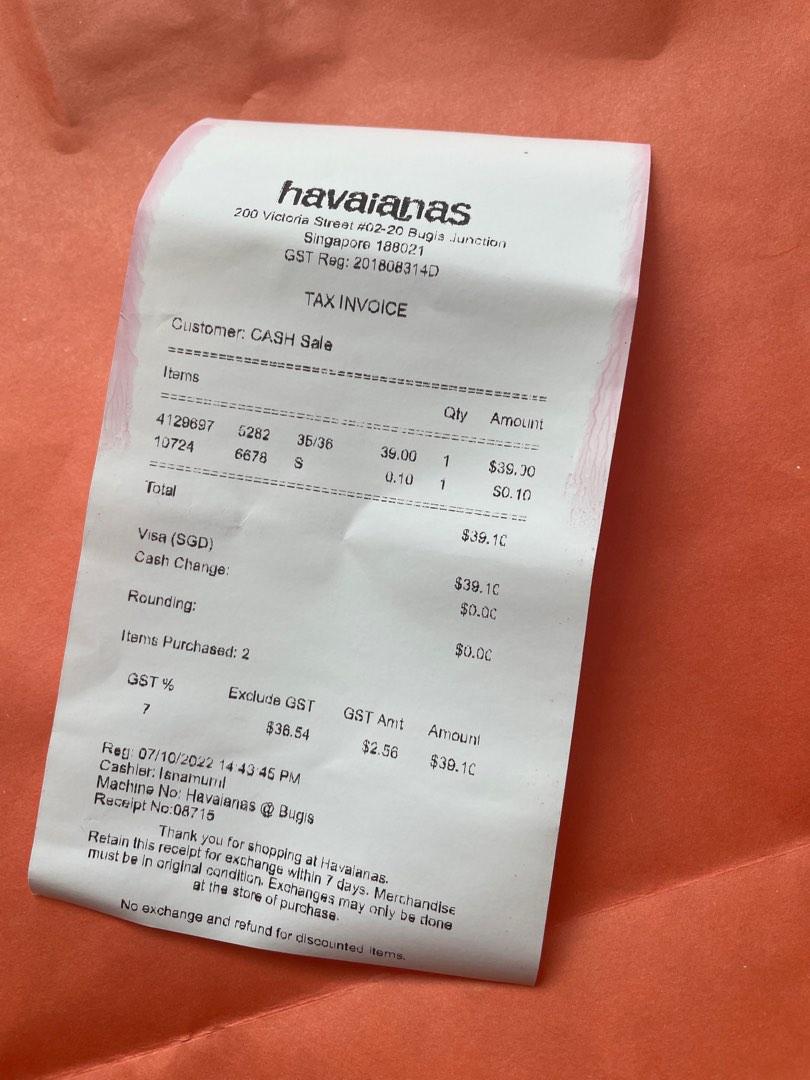 havaianas
200 Victoria Street #02-20 Bugis Junction
Singapore 188021
GST Reg: 201808314D
TAX INVOICE
Customer: CASH Sale
Items Qty Amount
4129697 5282 35/36 39.00 1 $39.00
10724 6678 S 0.10 1 $0.10
Total $39.10
Visa (SGD) $39.10
Cash Change: $0.00
Rounding: $0.00
Items Purchased: 2
GST % Exclude GST GST Amt Amount
7 $36.54 $2.56 $39.10
Reg: 07/10/2022 14:43:45 PM
Cashier: Isnamurni
Machine No: Havaianas @ Bugis
Receipt No:08715
Thank you for shopping at Havaianas.
Retain this receipt for exchange within 7 days. Merchandise
must be in original condition. Exchanges may only be done
at the store of purchase.
No exchange and refund for discounted items.